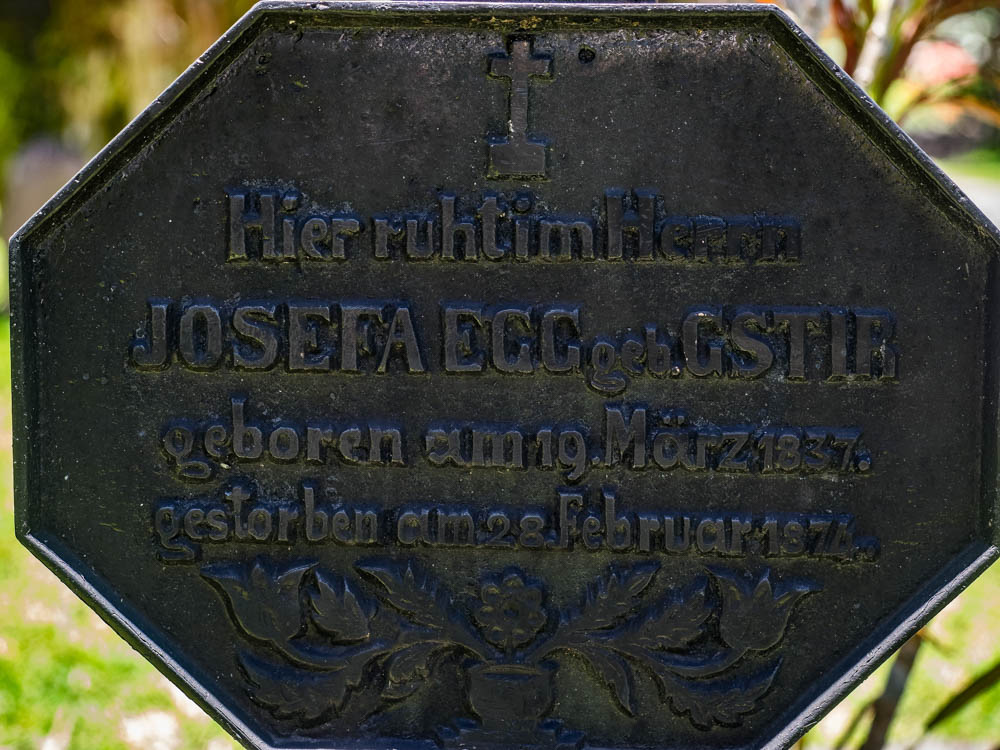 Hier ruht im Herrn
JOSEFA EGG geb. GSTIR
geboren am 19. März 1837.
gestorben am 28. Februar 1874.